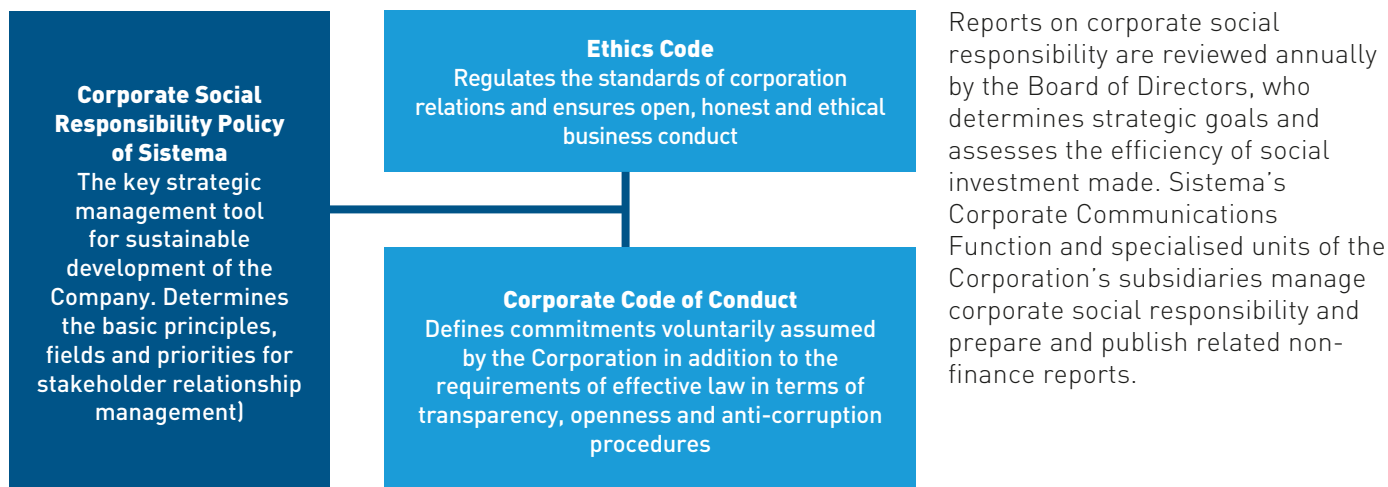 Corporate Social
Responsibility Policy
of Sistema
The key strategic
management tool
for sustainable
development of the
Company. Determines
the basic principles,
fields and priorities for
stakeholder relationship
management)
Ethics Code
Regulates the standards of corporation
relations and ensures open, honest and ethical
business conduct
Corporate Code of Conduct
Defines commitments voluntarily assumed
by the Corporation in addition to the
requirements of effective law in terms of
transparency, openness and anti-corruption
procedures
Reports on corporate social
responsibility are reviewed annually
by the Board of Directors, who
determines strategic goals and
assesses the efficiency of social
investment made. Sistema’s
Corporate Communications
Function and specialised units of the
Corporation’s subsidiaries manage
corporate social responsibility and
prepare and publish related non-
finance reports.